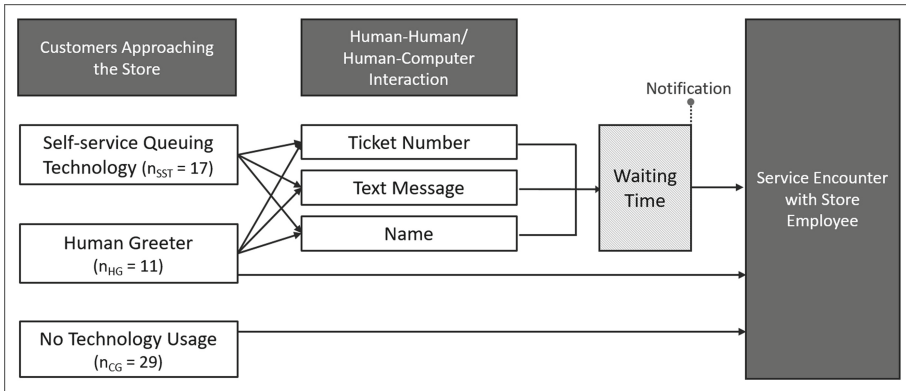 Customers Approaching
the Store
Human-Human/
Human-Computer
Interaction
Notification
Self-service Queuing
Technology (nSST = 17)
Ticket Number
Text Message
Name
Waiting
Time
Service Encounter
with Store
Employee
Human Greeter
(nHG = 11)
No Technology Usage
(nCG = 29)